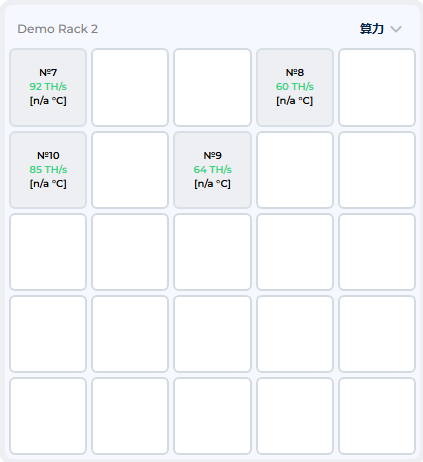 Demo Rack 2
算力
№7
92 TH/s
[n/a °C]
№8
60 TH/s
[n/a °C]
№10
85 TH/s
[n/a °C]
№9
64 TH/s
[n/a °C]